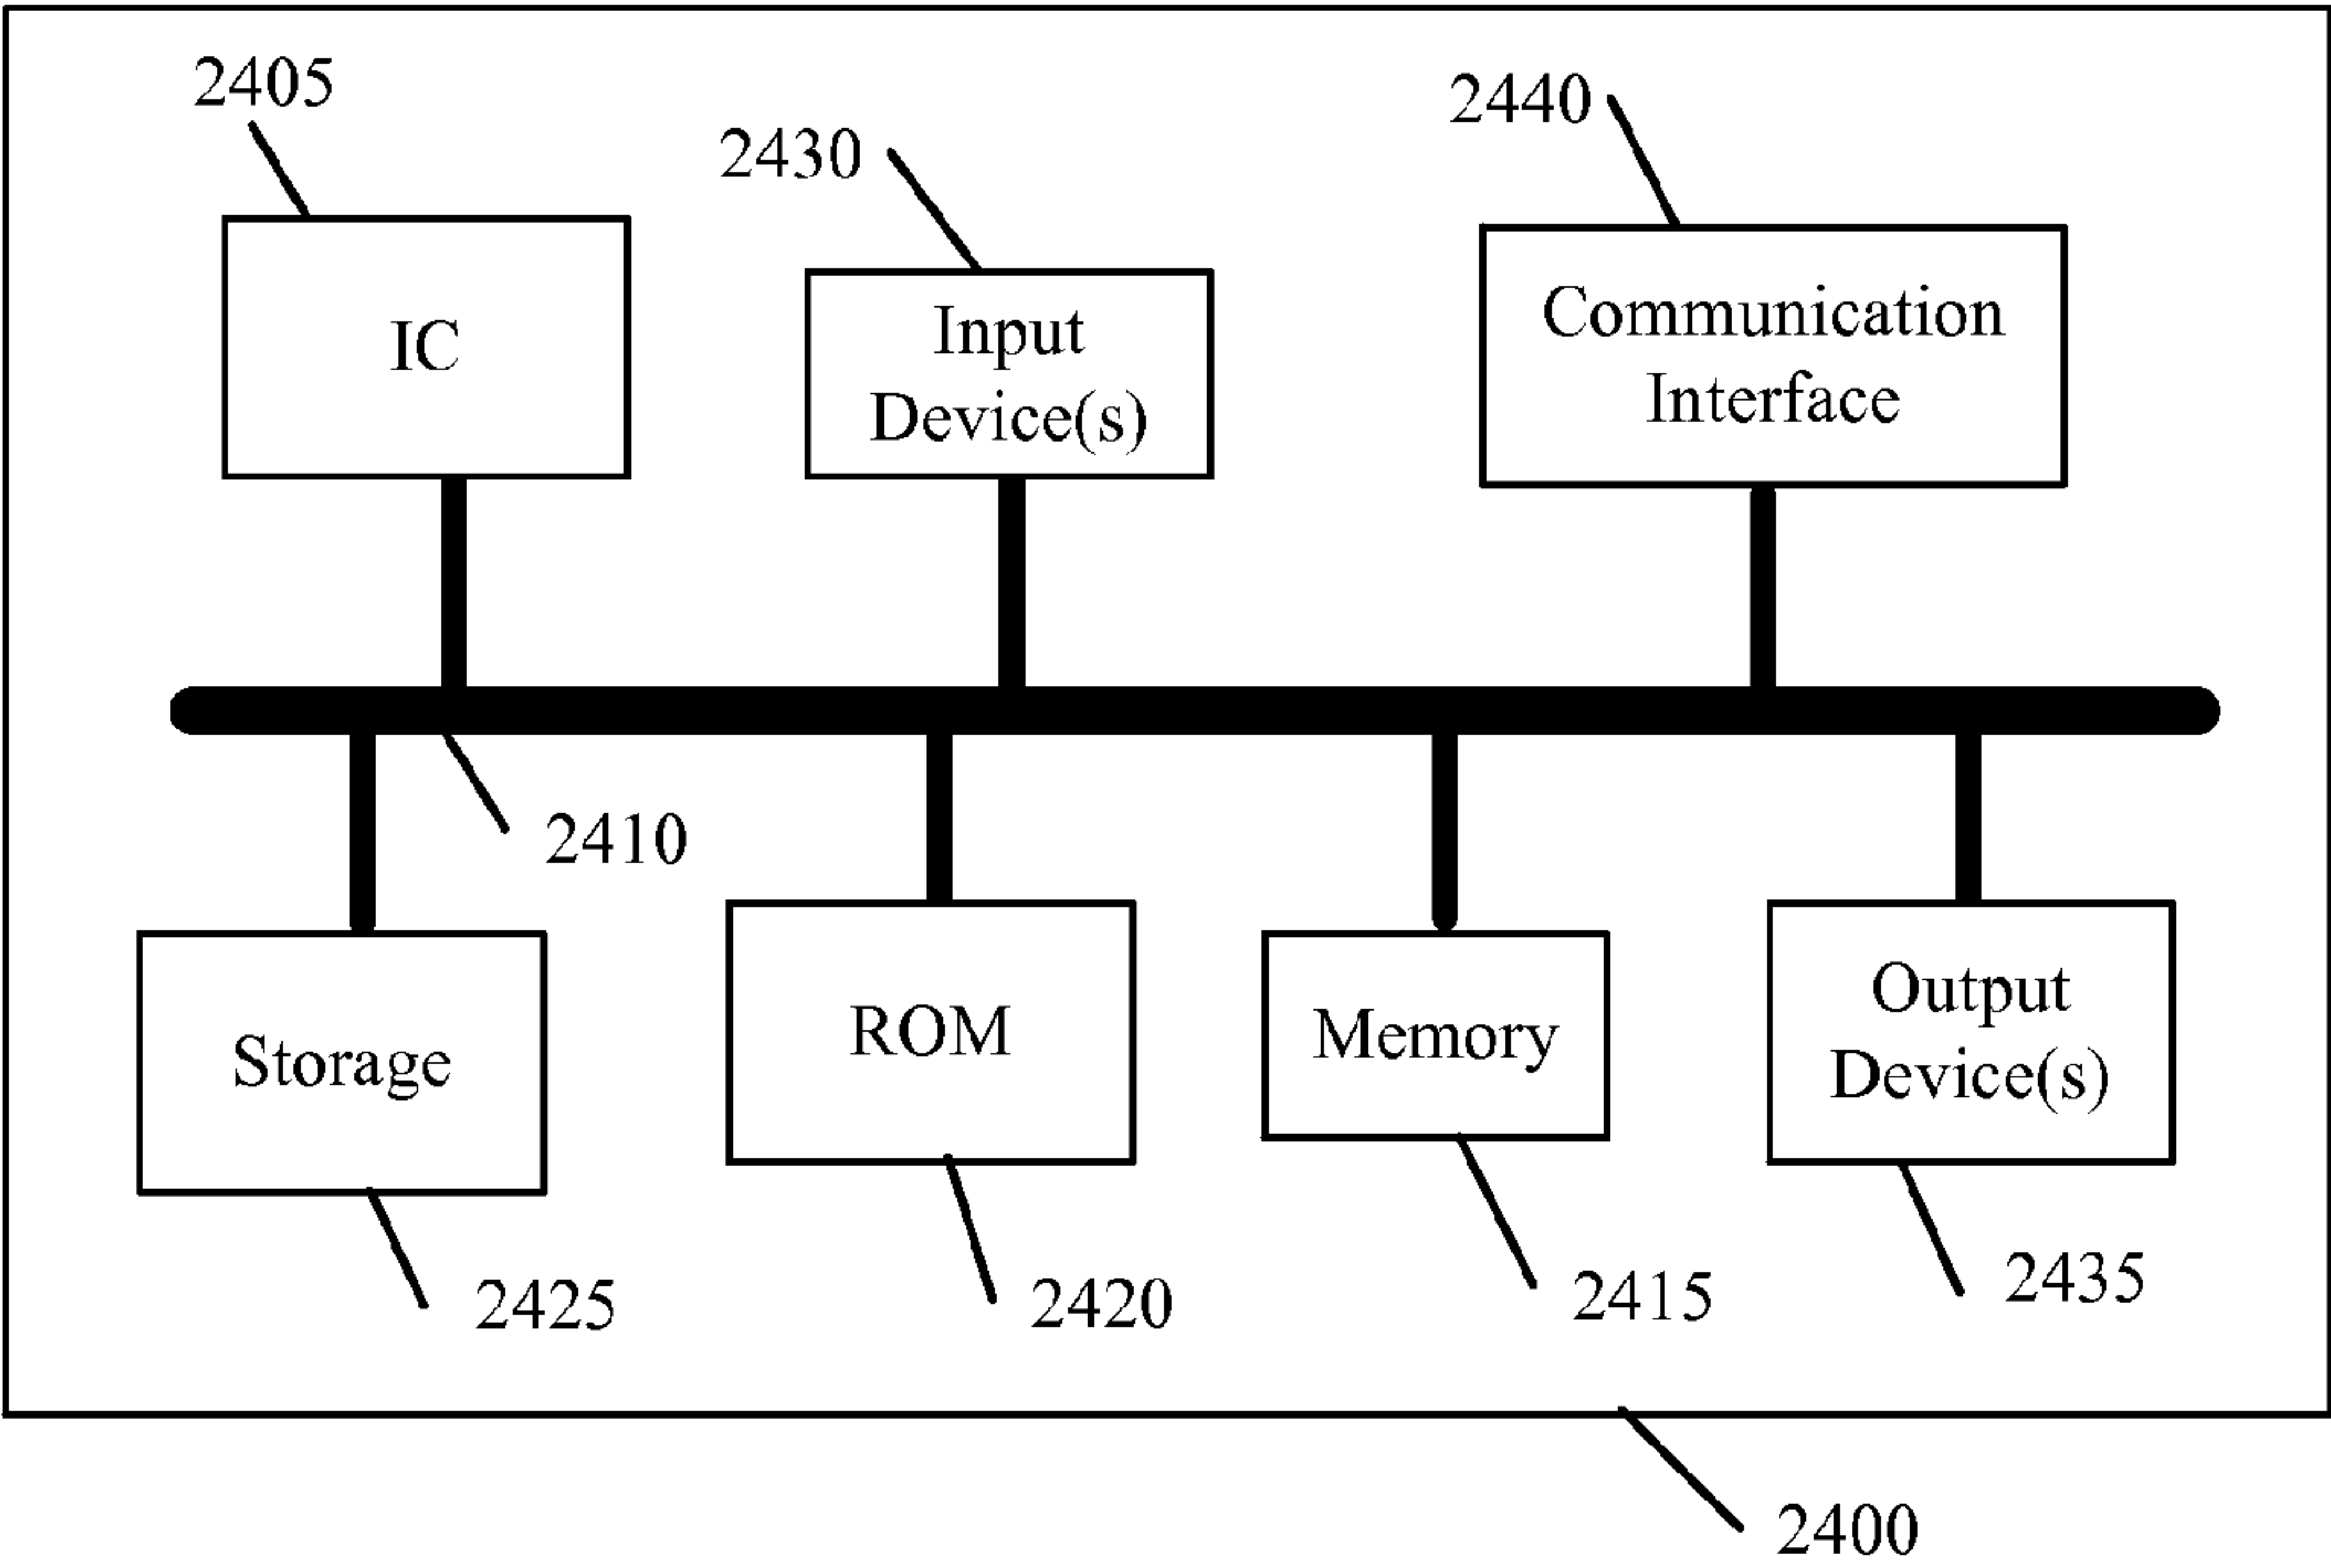 2405
2430
2440
IC
Input
Device(s)
Communication
Interface
2410
Storage
ROM
Memory
Output
Device(s)
2425
2420
2415
2435
2400